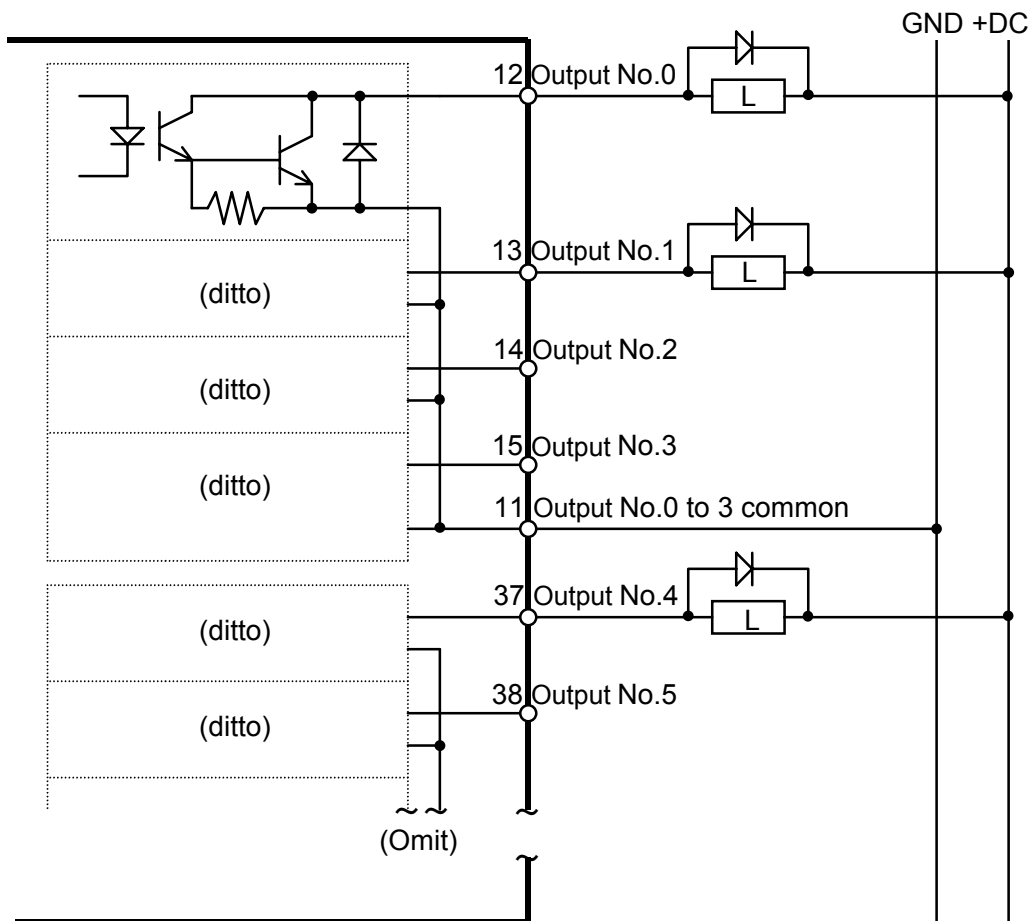 GND +DC
12 Output No.0
L
13 Output No.1
L
(ditto)
14 Output No.2
(ditto)
15 Output No.3
(ditto)
11 Output No.0 to 3 common
37 Output No.4
L
(ditto)
38 Output No.5
(ditto)
(Omit)